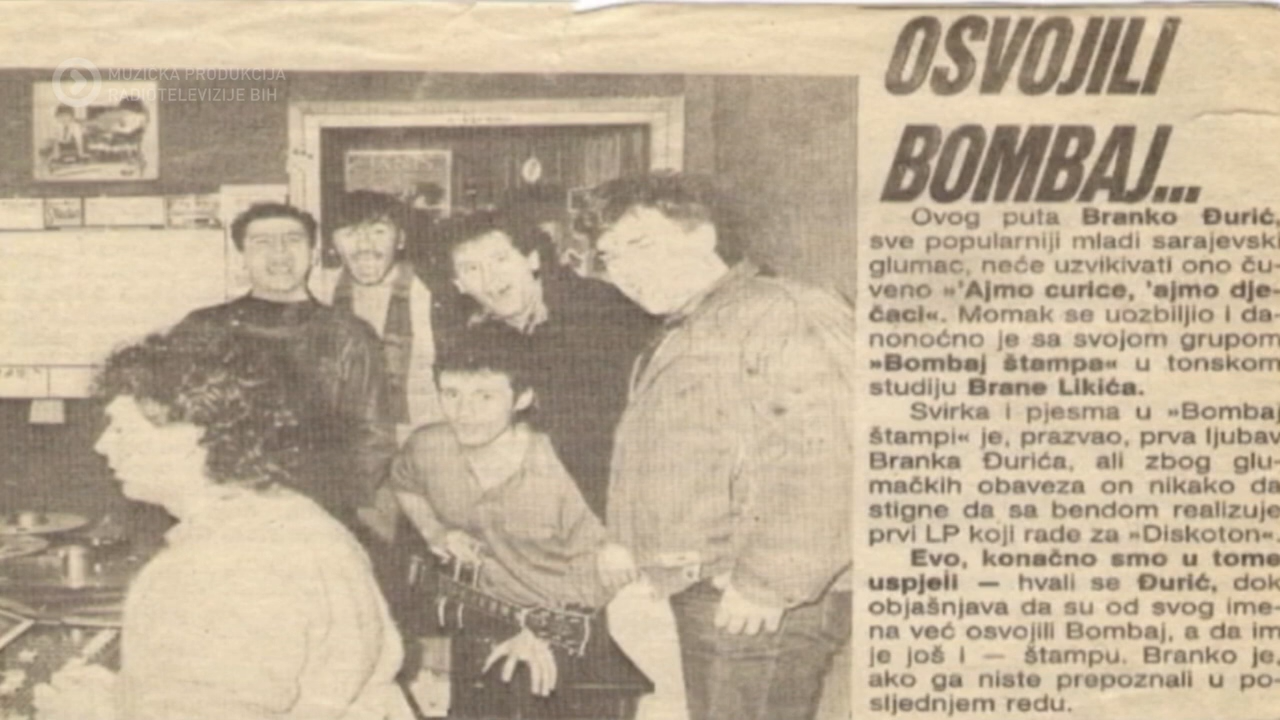 MUZIČKA PRODUKCIJA
RADIOTELEVIZIJE BIH
OSVOJILI
BOMBAJ...
Ovog puta Branko Đurić,
sve popularniji mladi sarajevski
glumac, neće uzvikivati ono ču-
veno »'Ajmo curice, 'ajmo dje-
čaci«. Momak se uozbiljio i da-
nonoćno je sa svojom grupom
»Bombaj štampa« u tonskom
studiju Brane Likića.
Svirka i pjesma u »Bombaj
štampi« je, prazvao, prva ljubav
Branka Đurića, ali zbog glu-
mačkih obaveza on nikako da
stigne da sa bendom realizuje
prvi LP koji rade za »Diskoton«.
Evo, konačno smo u tome
uspjeli — hvali se Đurić, dok
objašnjava da su od svog ime-
na već osvojili Bombaj, a da im
je još i — štampu. Branko je,
ako ga niste prepoznali u po-
sljednjem redu.